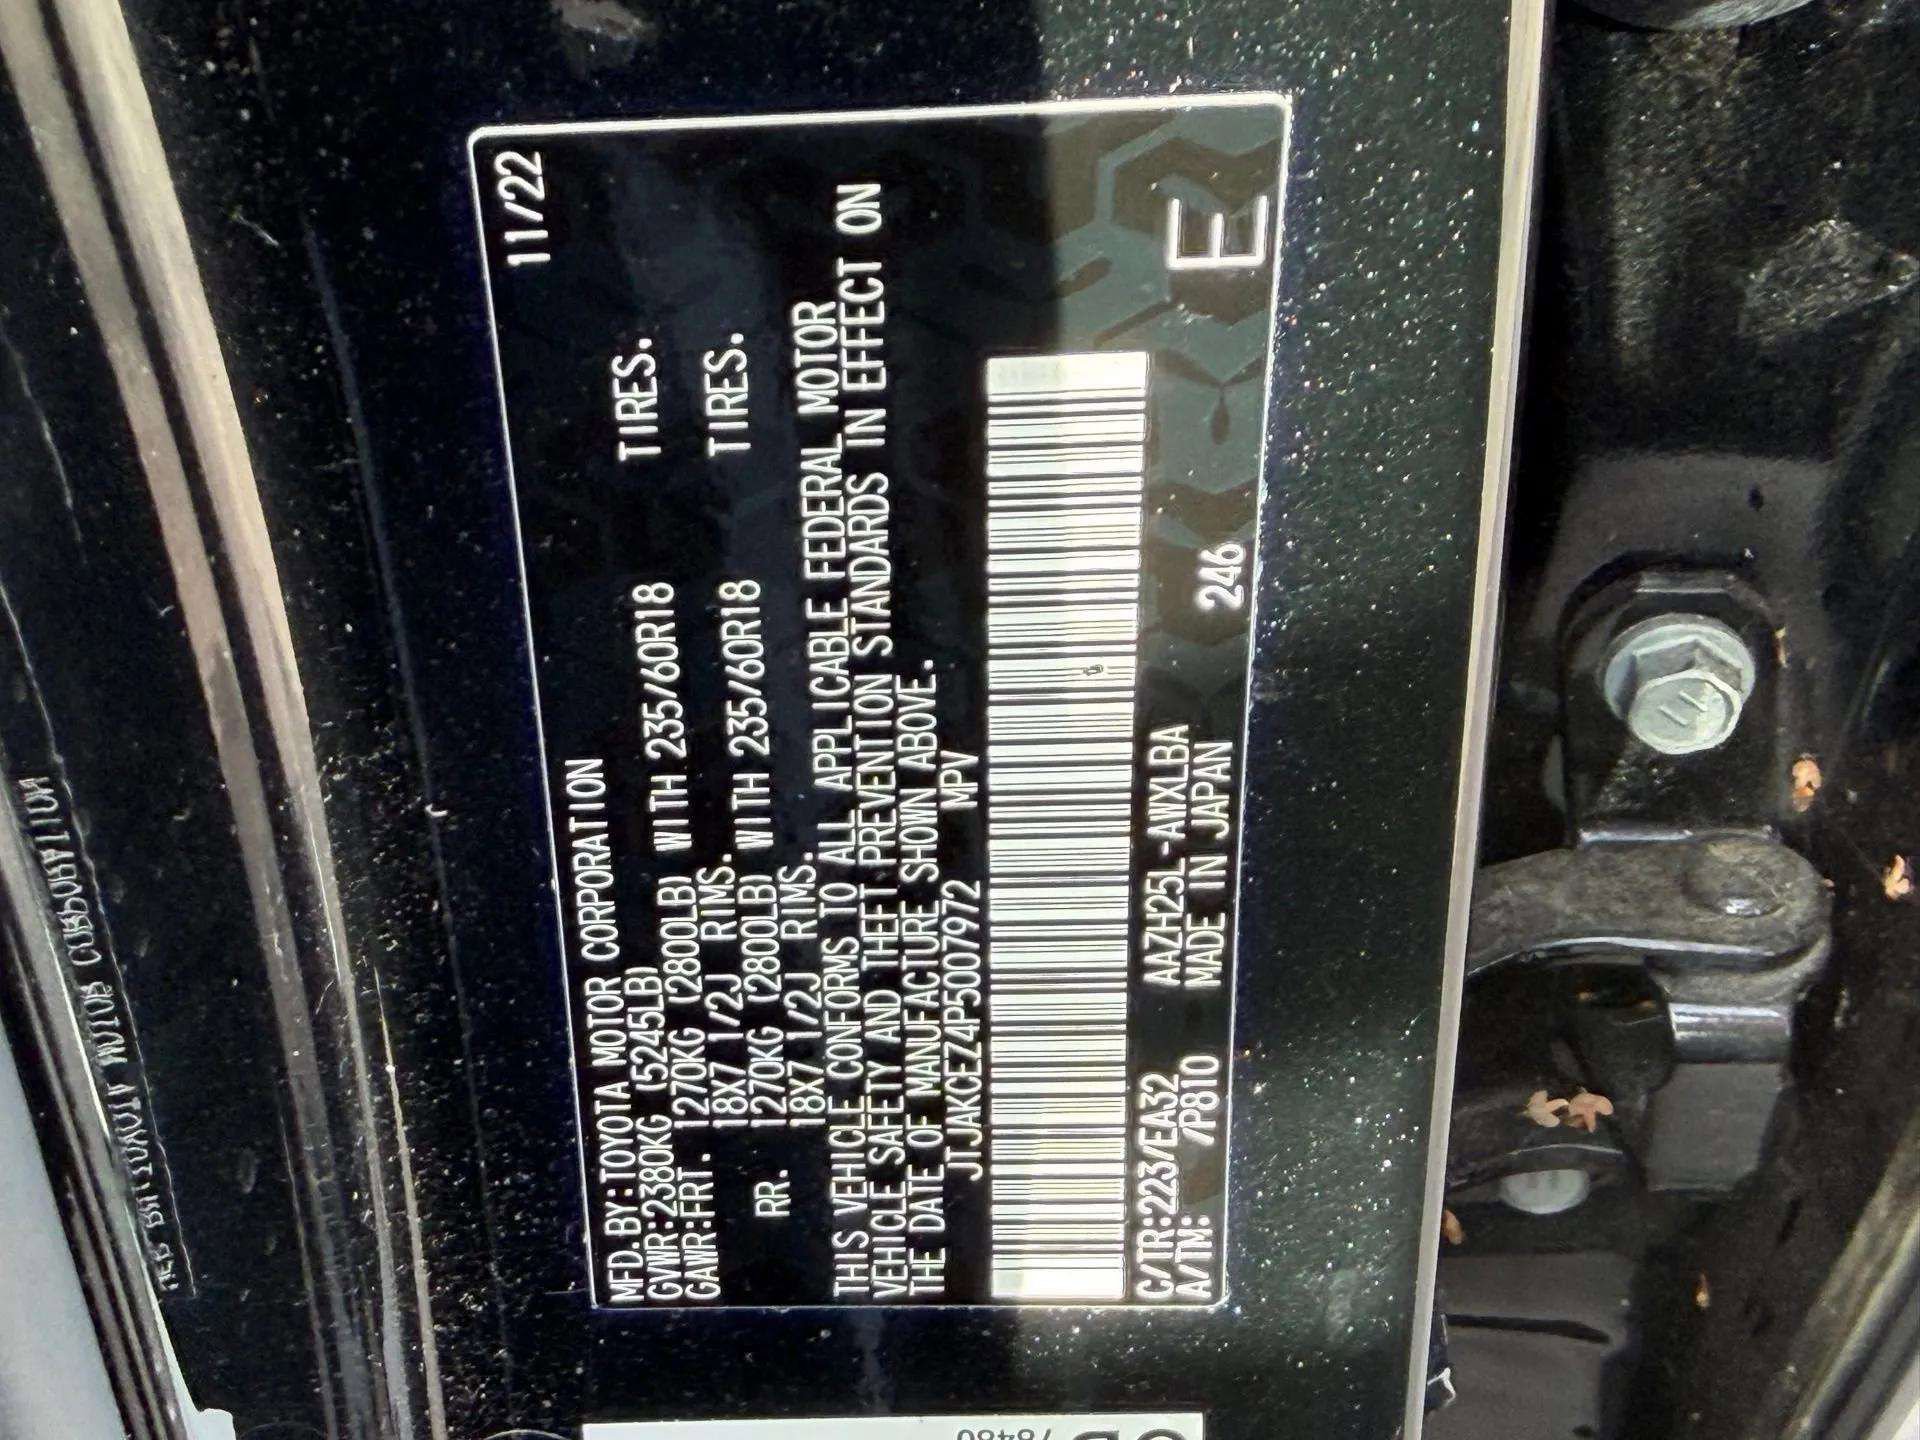 11/22
MFD.BY:TOYOTA MOTOR CORPORATION
GVWR:2380KG (5245LB) WITH 235/60R18 TIRES.
GAWR:FRT. 1270KG (2800LB)
18X7 1/2J RIMS.
RR. 1270KG (2800LB) WITH 235/60R18 TIRES.
18X7 1/2J RIMS.
THIS VEHICLE CONFORMS TO ALL APPLICABLE FEDERAL MOTOR
VEHICLE SAFETY AND THEFT PREVENTION STANDARDS IN EFFECT ON
THE DATE OF MANUFACTURE SHOWN ABOVE.
JTJAKCEZ4P5007972 MPV
C/TR:223/EA32 AAZH25L-AWXLBA
A/TM: /P810 MADE IN JAPAN 246 E
78480